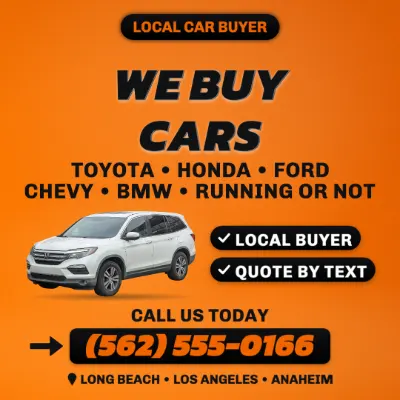 LOCAL CAR BUYER
WE BUY
CARS
TOYOTA • HONDA • FORD
CHEVY • BMW • RUNNING OR NOT
LOCAL BUYER
QUOTE BY TEXT
CALL US TODAY
(562) 555-0166
LONG BEACH • LOS ANGELES • ANAHEIM